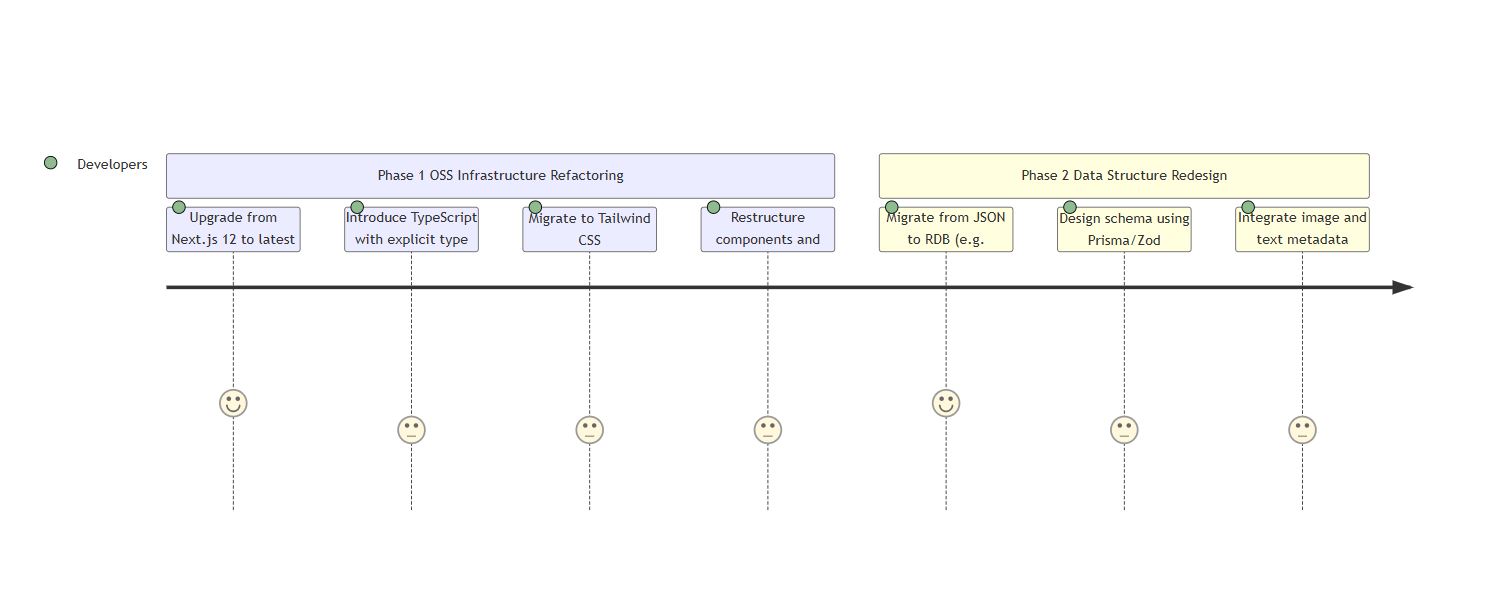 Developers
Phase 1 OSS Infrastructure Refactoring
Phase 2 Data Structure Redesign
Upgrade from
Next.js 12 to latest
Introduce TypeScript
with explicit type
Migrate to Tailwind
CSS
Restructure
components and
Migrate from JSON
to RDB (e.g.
Design schema using
Prisma/Zod
Integrate image and
text metadata